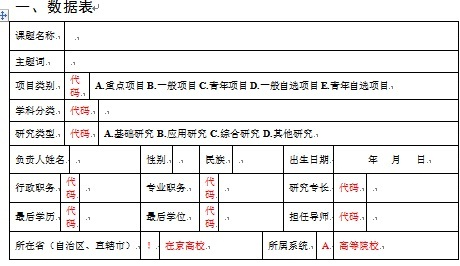 一、数据表
课题名称
主题词
项目类别 代码 A.重点项目B.一般项目C.青年项目D.一般自选项目E.青年自选项目
学科分类 代码
研究类型 代码 A.基础研究 B.应用研究 C.综合研究 D.其他研究
负责人姓名 性别 民族 出生日期 年 月 日
行政职务 代码 专业职务 代码 研究专长 代码
最后学历 代码 最后学位 代码 担任导师 代码
所在省（自治区、直辖市） 1 在京高校 所属系统 A 高等院校